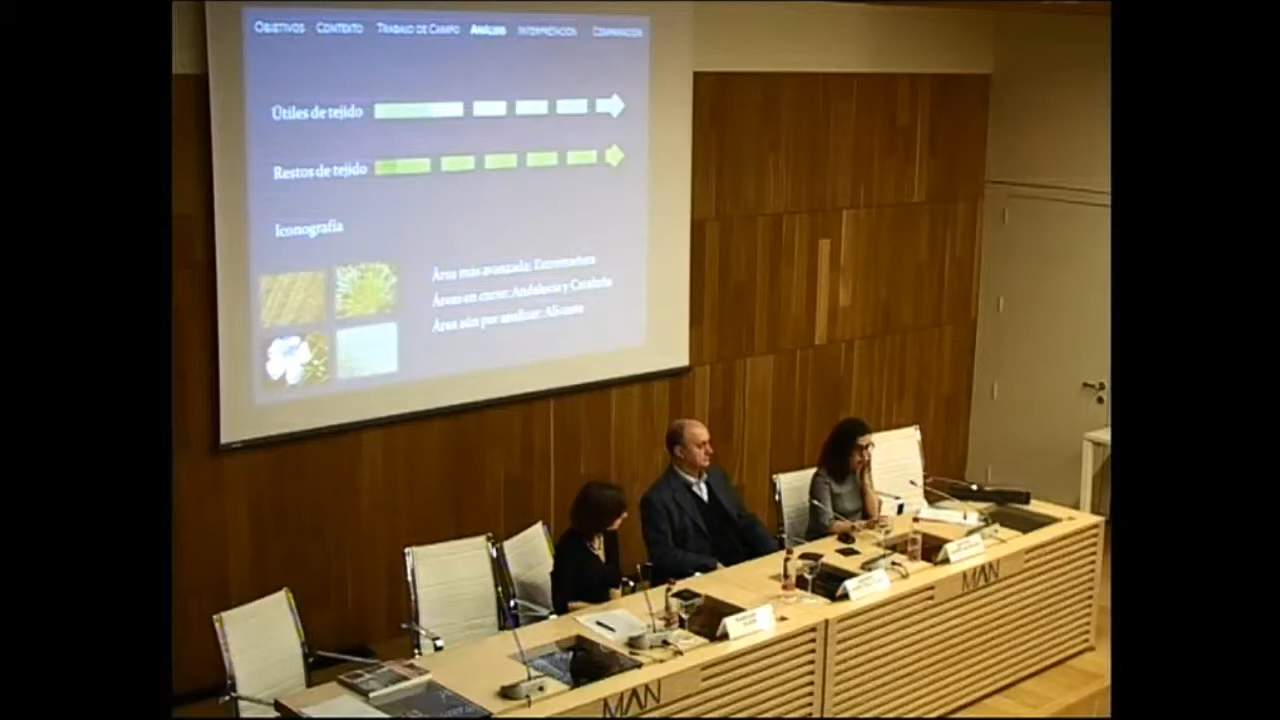 OBJETIVOS CONTEXTO TRABAJO DE CAMPO ANÁLISIS INTERPRETACIÓN COMPARACIÓN
Útiles de tejido
Restos de tejido
Iconografía
Área más avanzada: Extremadura
Áreas en curso: Andalucía y Cataluña
Área aún por analizar: Alicante
MAN
MAN